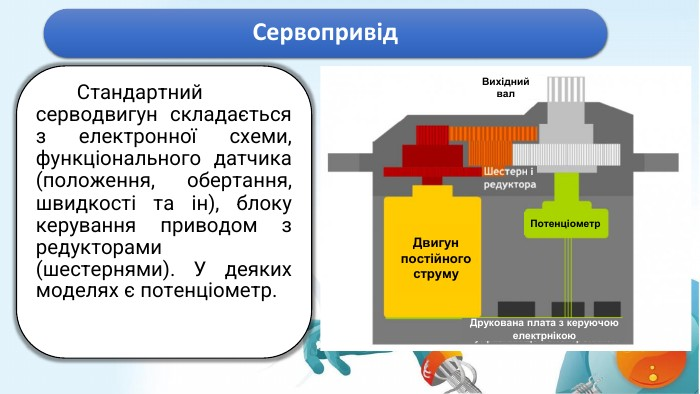 Сервопривід
Стандартний
серводвигун складається
з електронної схеми,
функціонального датчика
(положення, обертання,
швидкості та ін), блоку
керування приводом з
редукторами
(шестернями). У деяких
моделях є потенціометр.
Вихідний
вал
Шестерн і
редуктора
Потенціометр
Двигун
постійного
струму
Друкована плата з керуючою
електрнікою